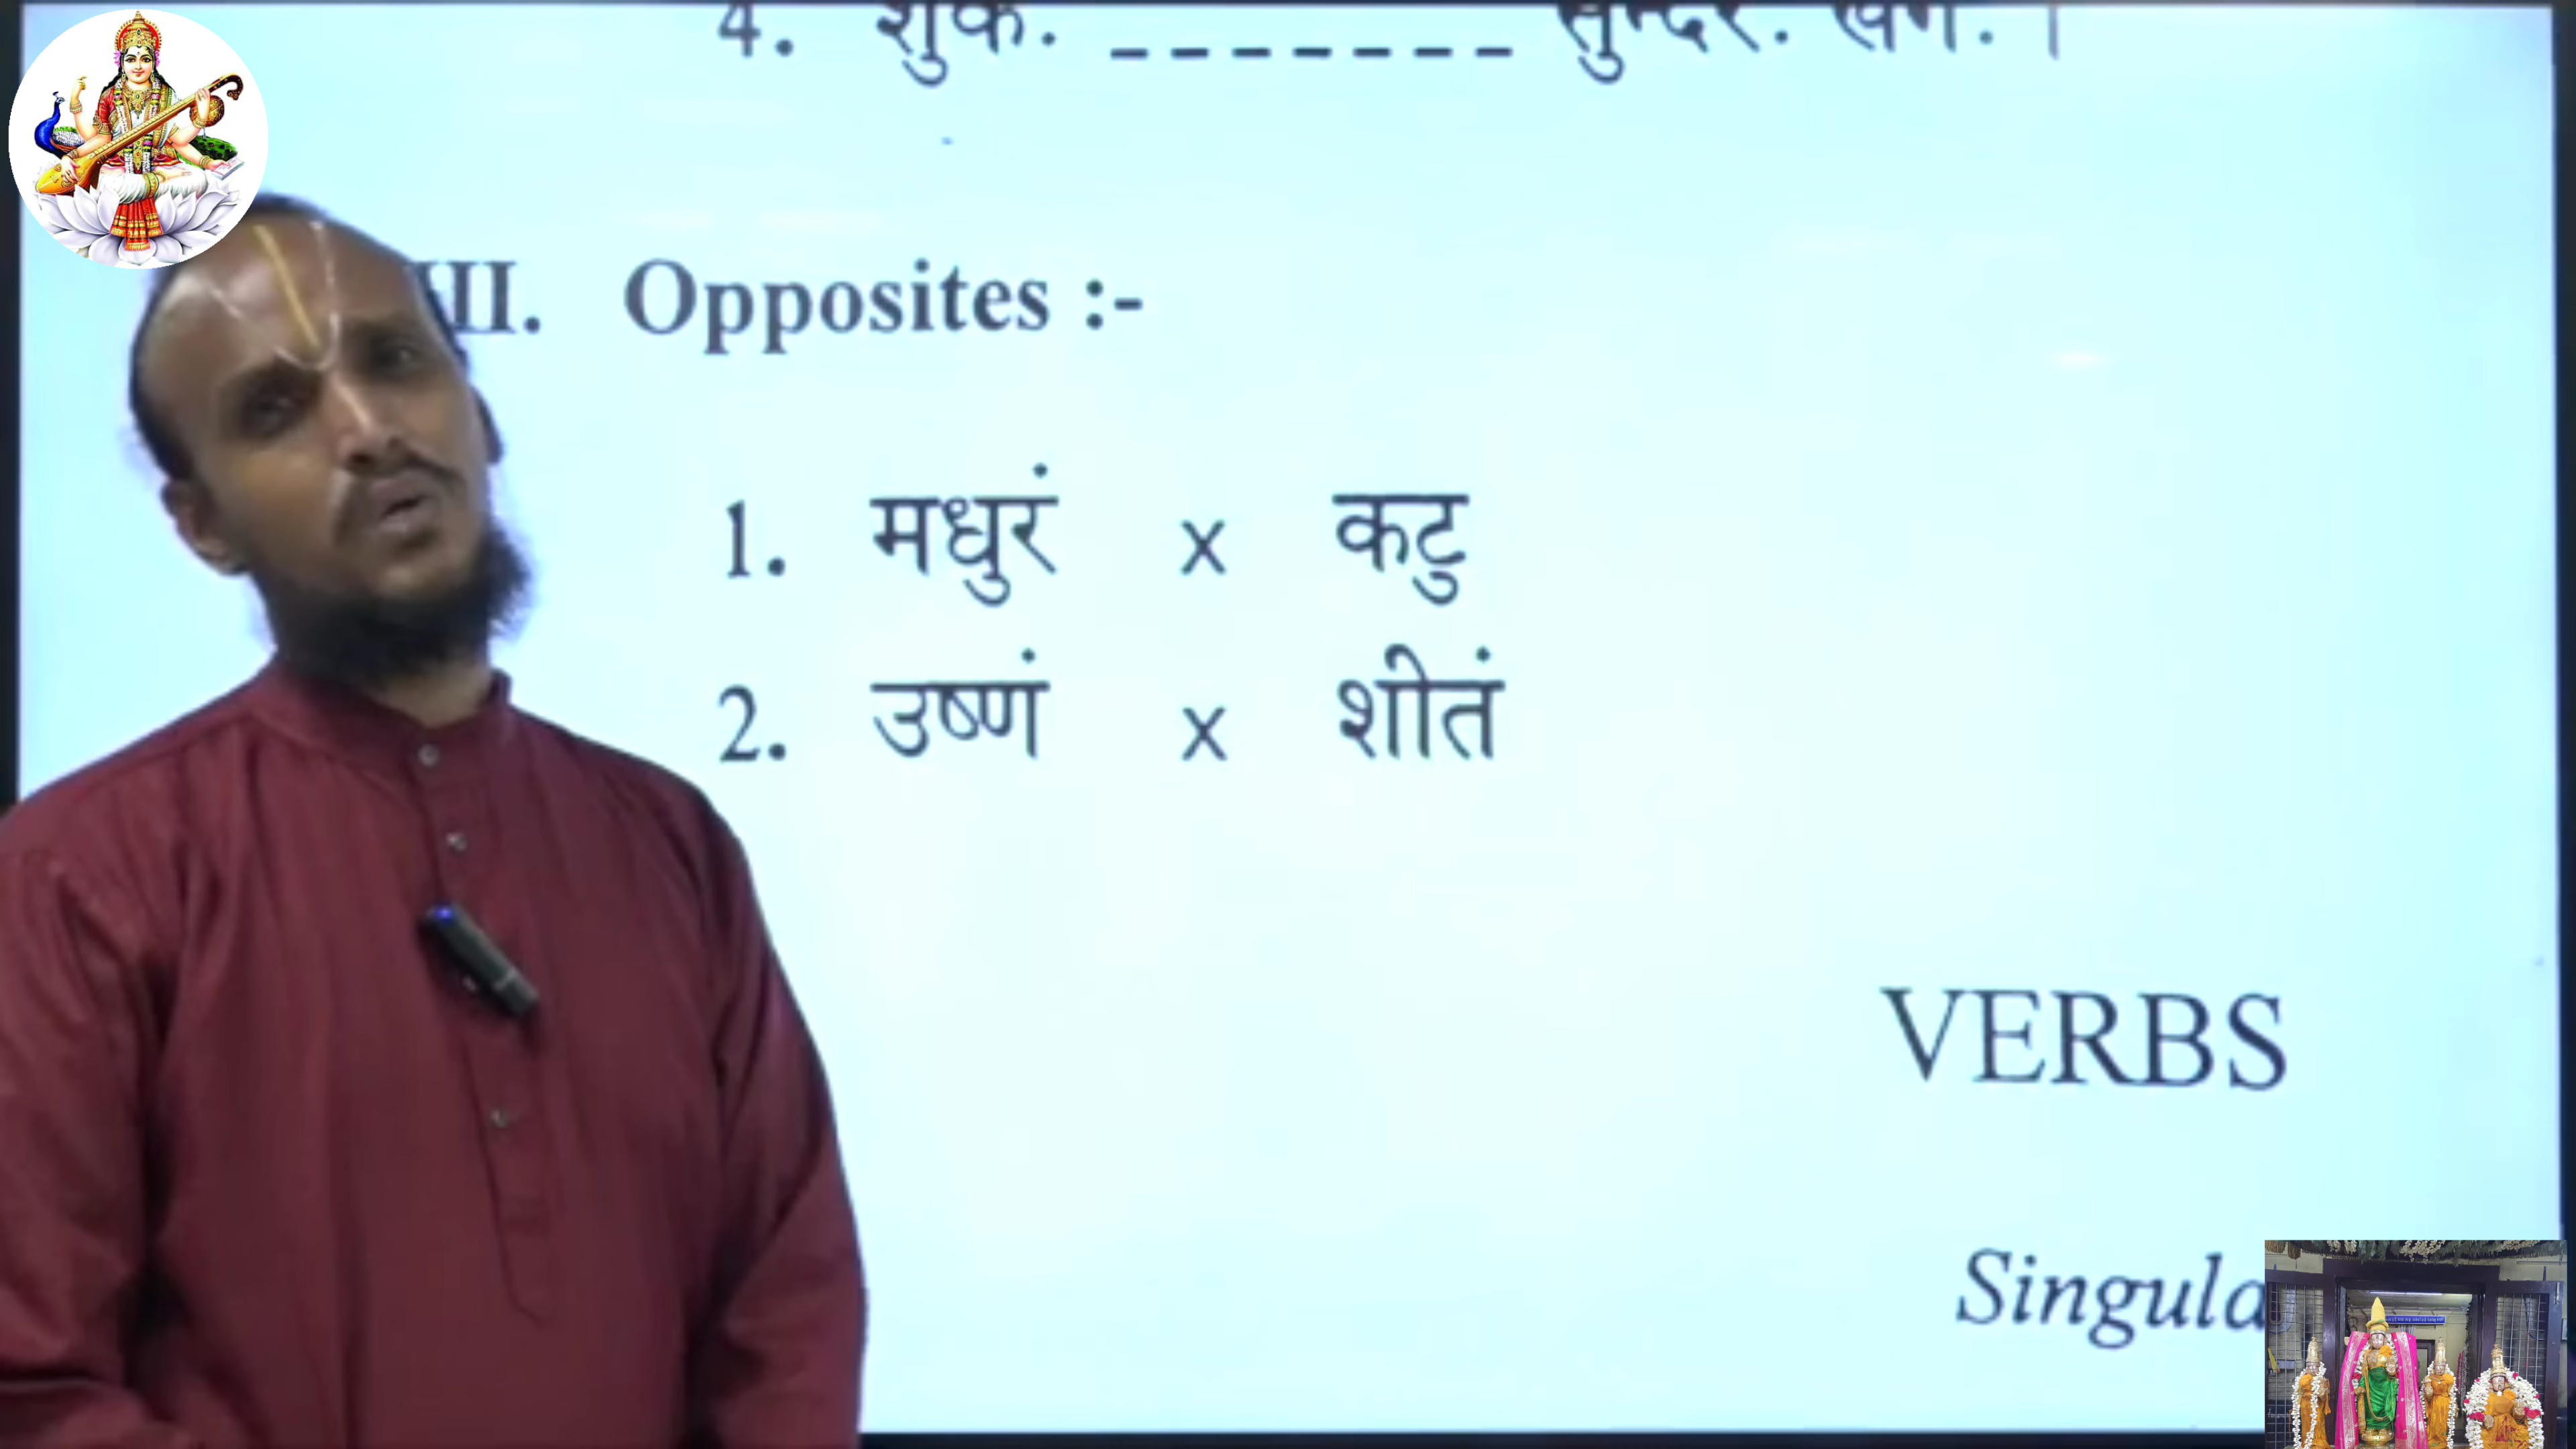 4. शुकः _ _ _ _ _ _ _ सुन्दरः खगः ।
III. Opposites :-
1. मधुरं x कटु
2. उष्णं x शीतं
VERBS
Singula